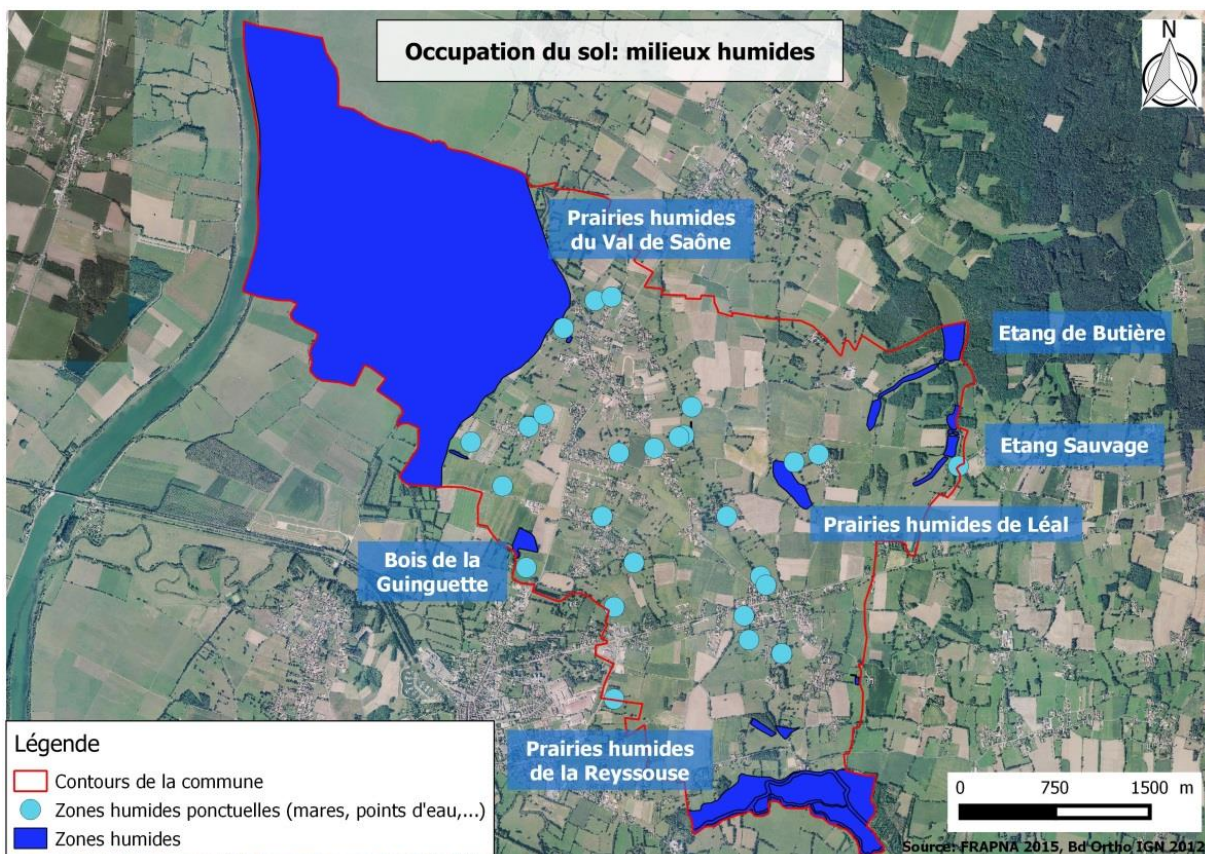 Occupation du sol: milieux humides
N
Prairies humides
du Val de Saône
Etang de Butière
Etang Sauvage
Prairies humides de Léal
Bois de la
Guinguette
Prairies humides
de la Reyssouse
Légende
Contours de la commune
Zones humides ponctuelles (mares, points d'eau,...)
Zones humides
0 750 1500 m
Source: FRAPNA 2015, Bd Ortho IGN 2012